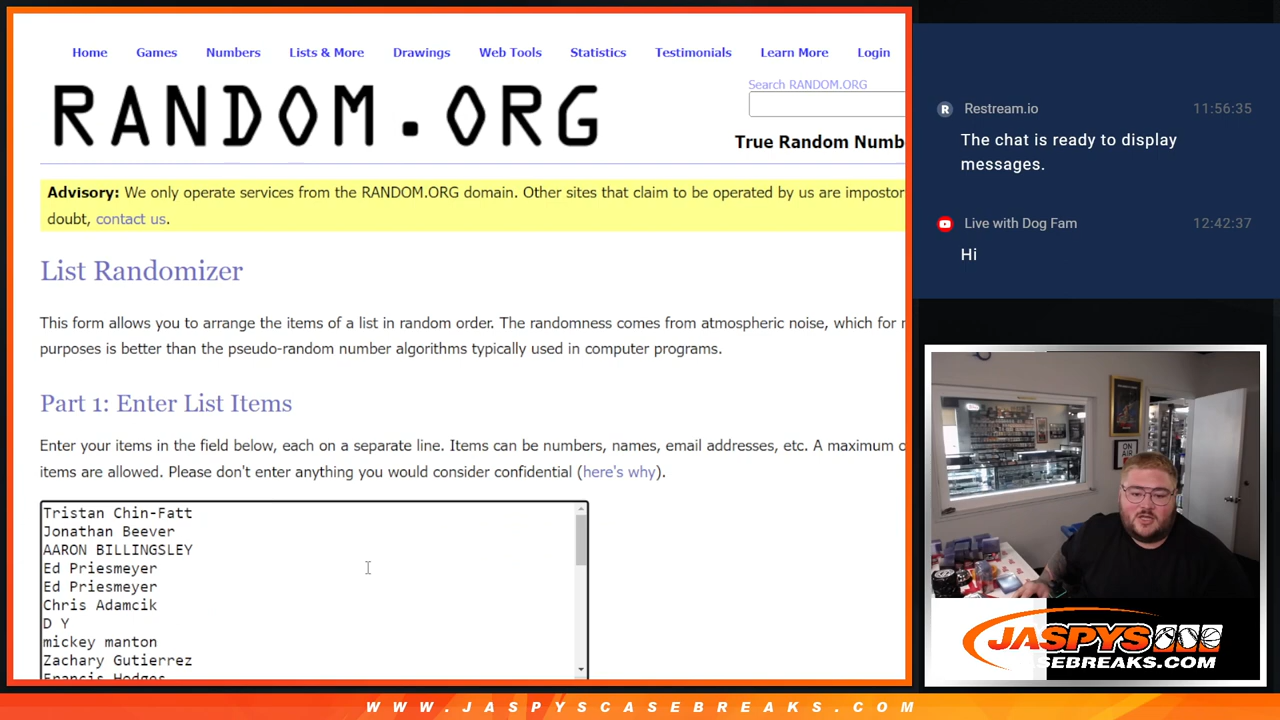 Home Games Numbers Lists & More Drawings Web Tools Statistics Testimonials Learn More Login
RANDOM.ORG
Search RANDOM.ORG
True Random Numb
Advisory: We only operate services from the RANDOM.ORG domain. Other sites that claim to be operated by us are impostor
doubt, contact us.
List Randomizer
This form allows you to arrange the items of a list in random order. The randomness comes from atmospheric noise, which for m
purposes is better than the pseudo-random number algorithms typically used in computer programs.
Part 1: Enter List Items
Enter your items in the field below, each on a separate line. Items can be numbers, names, email addresses, etc. A maximum o
items are allowed. Please don't enter anything you would consider confidential (here's why).
Tristan Chin-Fatt
Jonathan Beever
AARON BILLINGSLEY
Ed Priesmeyer
Ed Priesmeyer
Chris Adamcik
D Y
mickey manton
Zachary Gutierrez
Francis Hodges
R Restream.io 11:56:35
The chat is ready to display
messages.
Live with Dog Fam 12:42:37
Hi
ON
AIR
JASPYS
CASEBREAKS.COM
WWW.JASPYSCASEBREAKS.COM